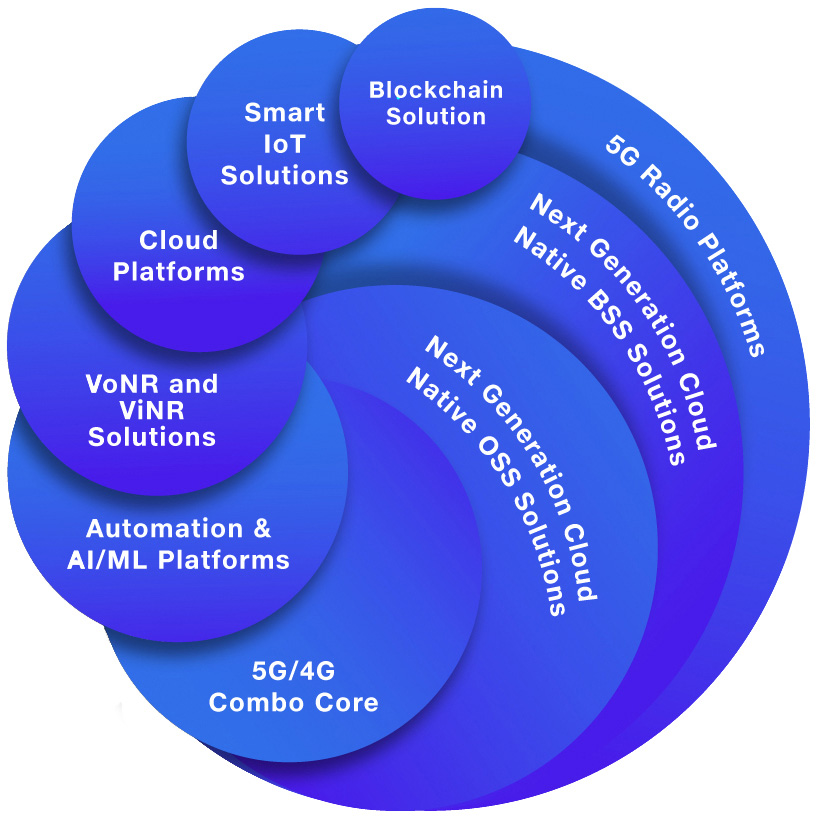 Blockchain
Solution
Smart
IoT
Solutions
Cloud
Platforms
VoNR and
ViNR
Solutions
Automation &
AI/ML Platforms
5G/4G
Combo Core
Next Generation Cloud
Native OSS Solutions
Next Generation Cloud
Native BSS Solutions
5G Radio Platforms